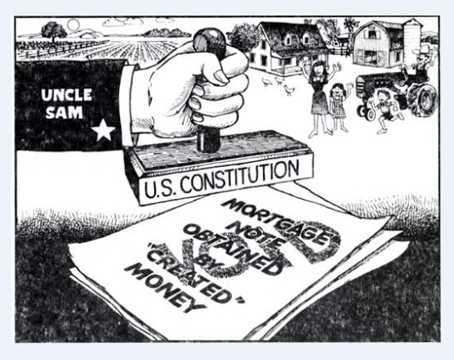 UNCLE
SAM
U.S. CONSTITUTION
MORTGAGE
NOTE
OBTAINED
BY
"CREATED"
MONEY
VOID